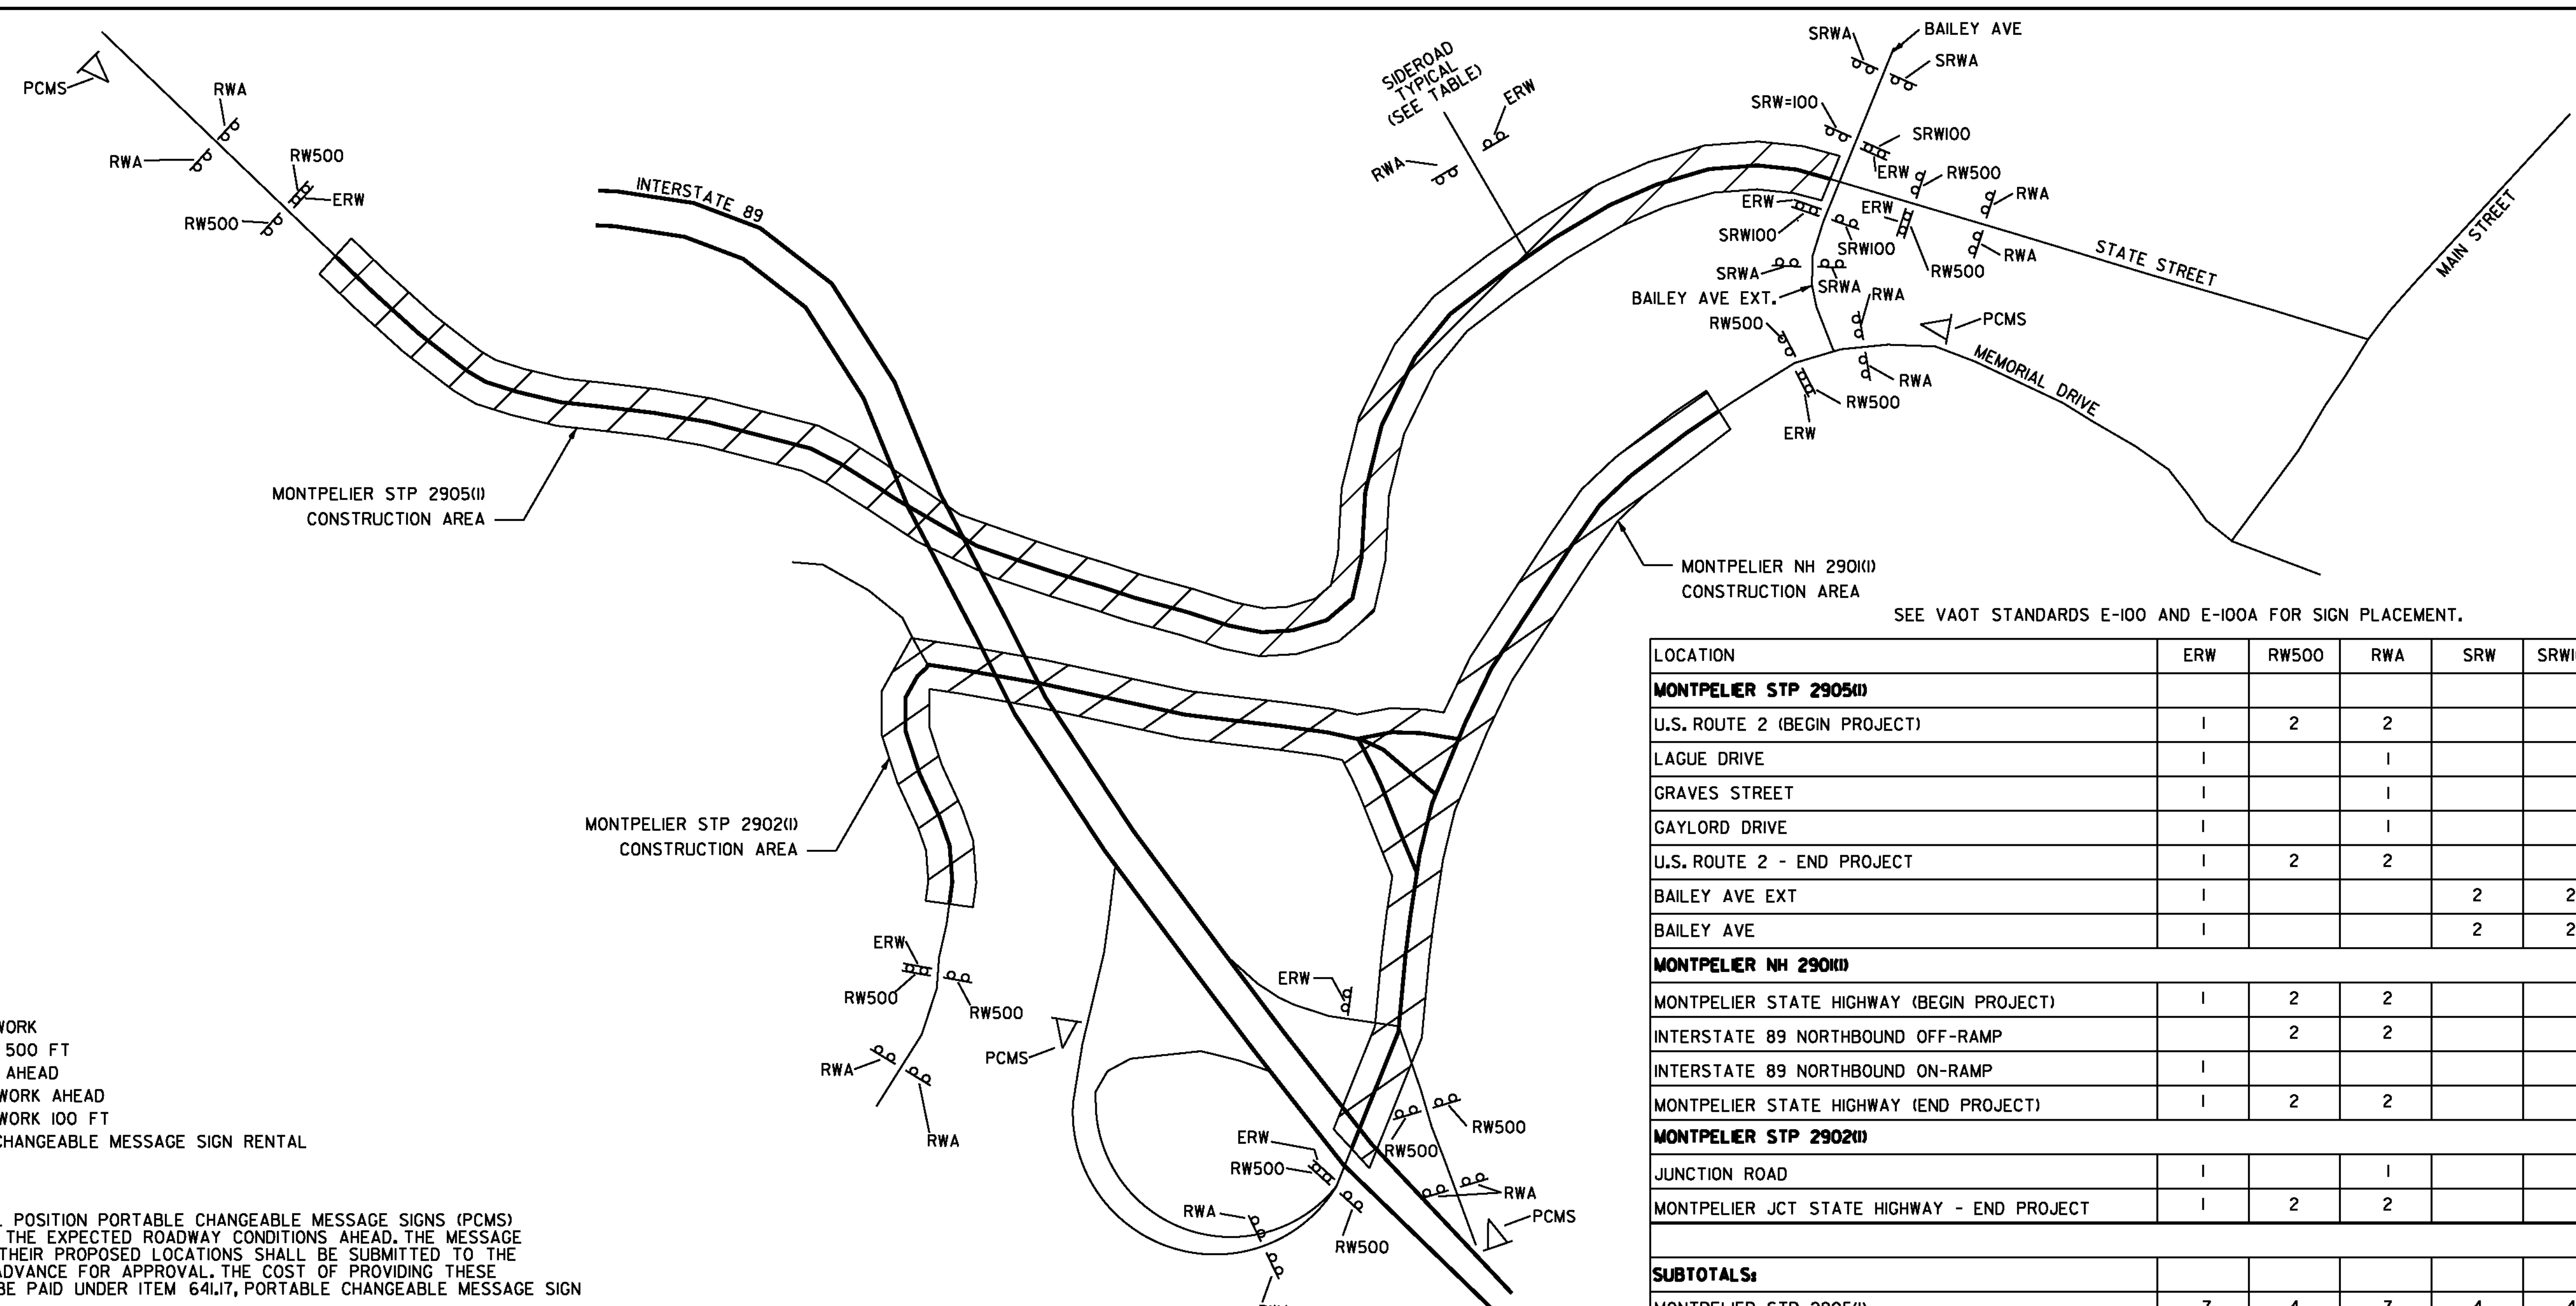 BAILEY AVE
SRWA
SRWA
PCMS
RWA
SIDEROAD
TYPICAL
(SEE TABLE)
ERW
SRW=100
SRW100
RWA
RW500
INTERSTATE 89
RWA
ERW
RW500
ERW
RW500
RWA
ERW
ERW
SRW100
SRW100
RWA
STATE STREET
MAIN STREET
SRWA
RW500
BAILEY AVE EXT.
SRWA
RWA
RW500
PCMS
MEMORIAL DRIVE
RWA
RW500
ERW
MONTPELIER STP 2905(1)
CONSTRUCTION AREA
MONTPELIER NH 2901(1)
CONSTRUCTION AREA
SEE VAOT STANDARDS E-100 AND E-100A FOR SIGN PLACEMENT.
LOCATION ERW RW500 RWA SRW SRW1
MONTPELIER STP 2905(1)
U.S. ROUTE 2 (BEGIN PROJECT) 1 2 2
LAGUE DRIVE 1 1
GRAVES STREET 1 1
GAYLORD DRIVE 1 1
U.S. ROUTE 2 - END PROJECT 1 2 2
BAILEY AVE EXT 1 2 2
BAILEY AVE 1 2 2
MONTPELIER NH 2901(1)
MONTPELIER STATE HIGHWAY (BEGIN PROJECT) 1 2 2
INTERSTATE 89 NORTHBOUND OFF-RAMP 2 2
INTERSTATE 89 NORTHBOUND ON-RAMP 1
MONTPELIER STATE HIGHWAY (END PROJECT) 1 2 2
MONTPELIER STP 2902(1)
JUNCTION ROAD 1 1
MONTPELIER JCT STATE HIGHWAY - END PROJECT 1 2 2
SUBTOTALS:
MONTPELIER STP 2905(1) 7 4 7 4 4
MONTPELIER STP 2902(1)
CONSTRUCTION AREA
ERW
RW500
RW500
RWA
RWA
PCMS
ERW
ERW
RW500
RWA
RW500
RW500
RW500
RWA
PCMS
WORK
500 FT
AHEAD
WORK AHEAD
WORK 100 FT
CHANGEABLE MESSAGE SIGN RENTAL
POSITION PORTABLE CHANGEABLE MESSAGE SIGNS (PCMS)
THE EXPECTED ROADWAY CONDITIONS AHEAD. THE MESSAGE
THEIR PROPOSED LOCATIONS SHALL BE SUBMITTED TO THE
ADVANCE FOR APPROVAL. THE COST OF PROVIDING THESE
BE PAID UNDER ITEM 641.17, PORTABLE CHANGEABLE MESSAGE SIGN